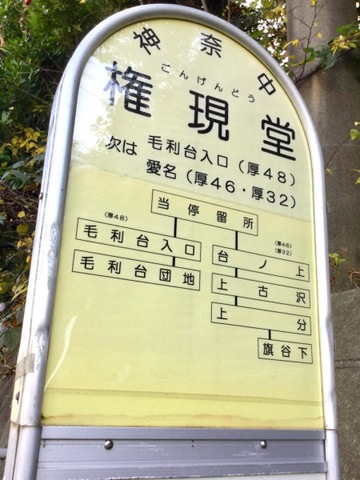 神奈中
ごんげんどう
権現堂
次は 毛利台入口(厚48)
愛名(厚46・厚32)
当停留所
(厚48)
毛利台入口
毛利台団地
(厚46)
(厚32)
台ノ上
上古沢
上分
旗谷下